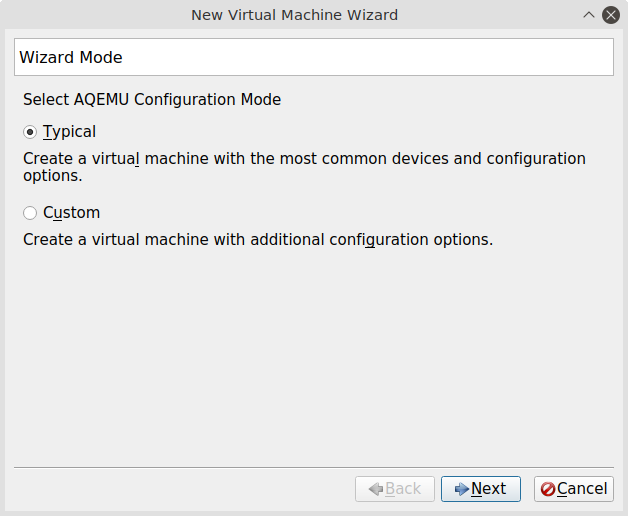 New Virtual Machine Wizard
Wizard Mode
Select AQEMU Configuration Mode
Typical
Create a virtual machine with the most common devices and configuration
options.
Custom
Create a virtual machine with additional configuration options.
Back
Next
Cancel